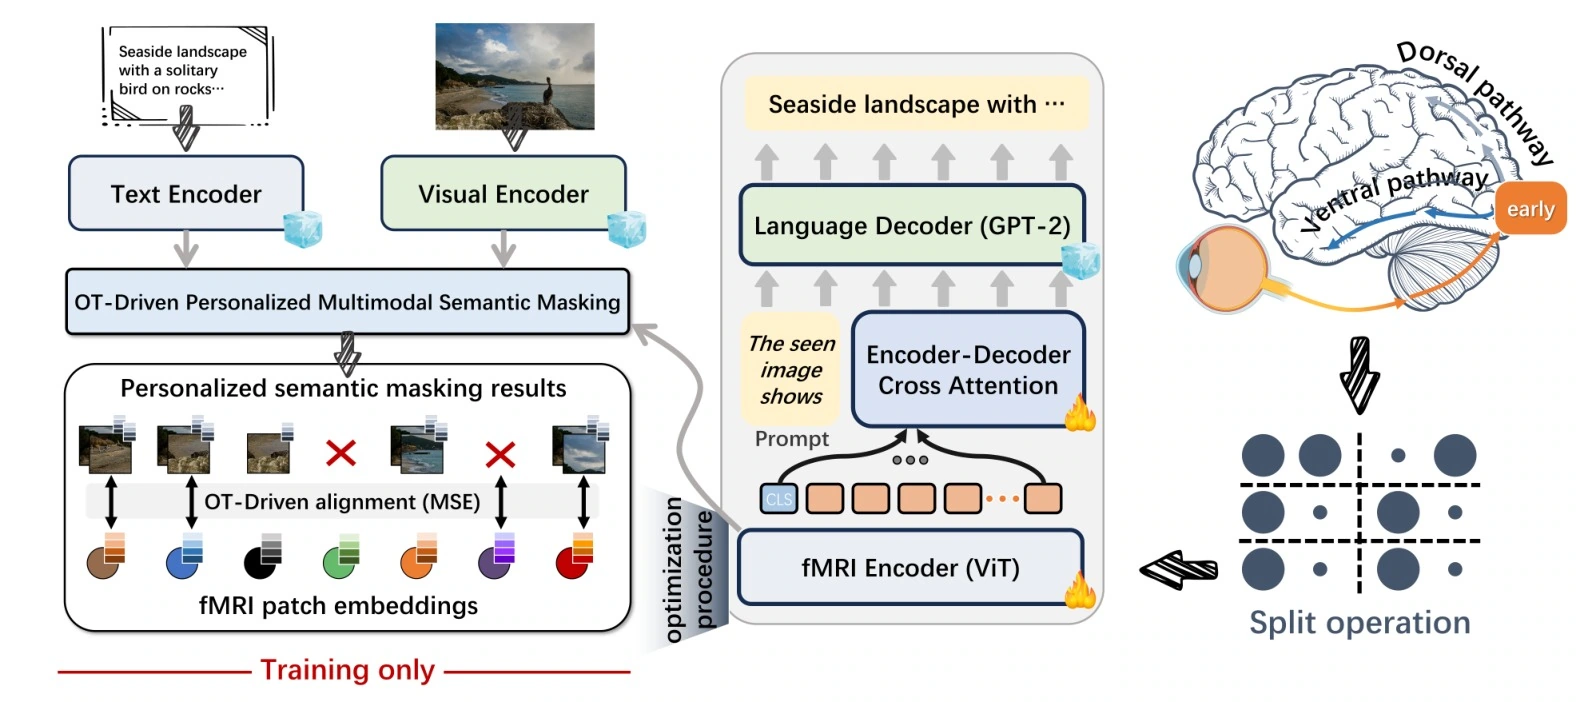 Seaside landscape
with a solitary
bird on rocks…
Text Encoder
Visual Encoder
OT-Driven Personalized Multimodal Semantic Masking
Personalized semantic masking results
OT-Driven alignment (MSE)
fMRI patch embeddings
Training only
optimization
procedure
Seaside landscape with …
Language Decoder (GPT-2)
The seen
image
shows
Prompt
Encoder-Decoder
Cross Attention
CLS
fMRI Encoder (ViT)
Dorsal pathway
Ventral pathway
early
Split operation